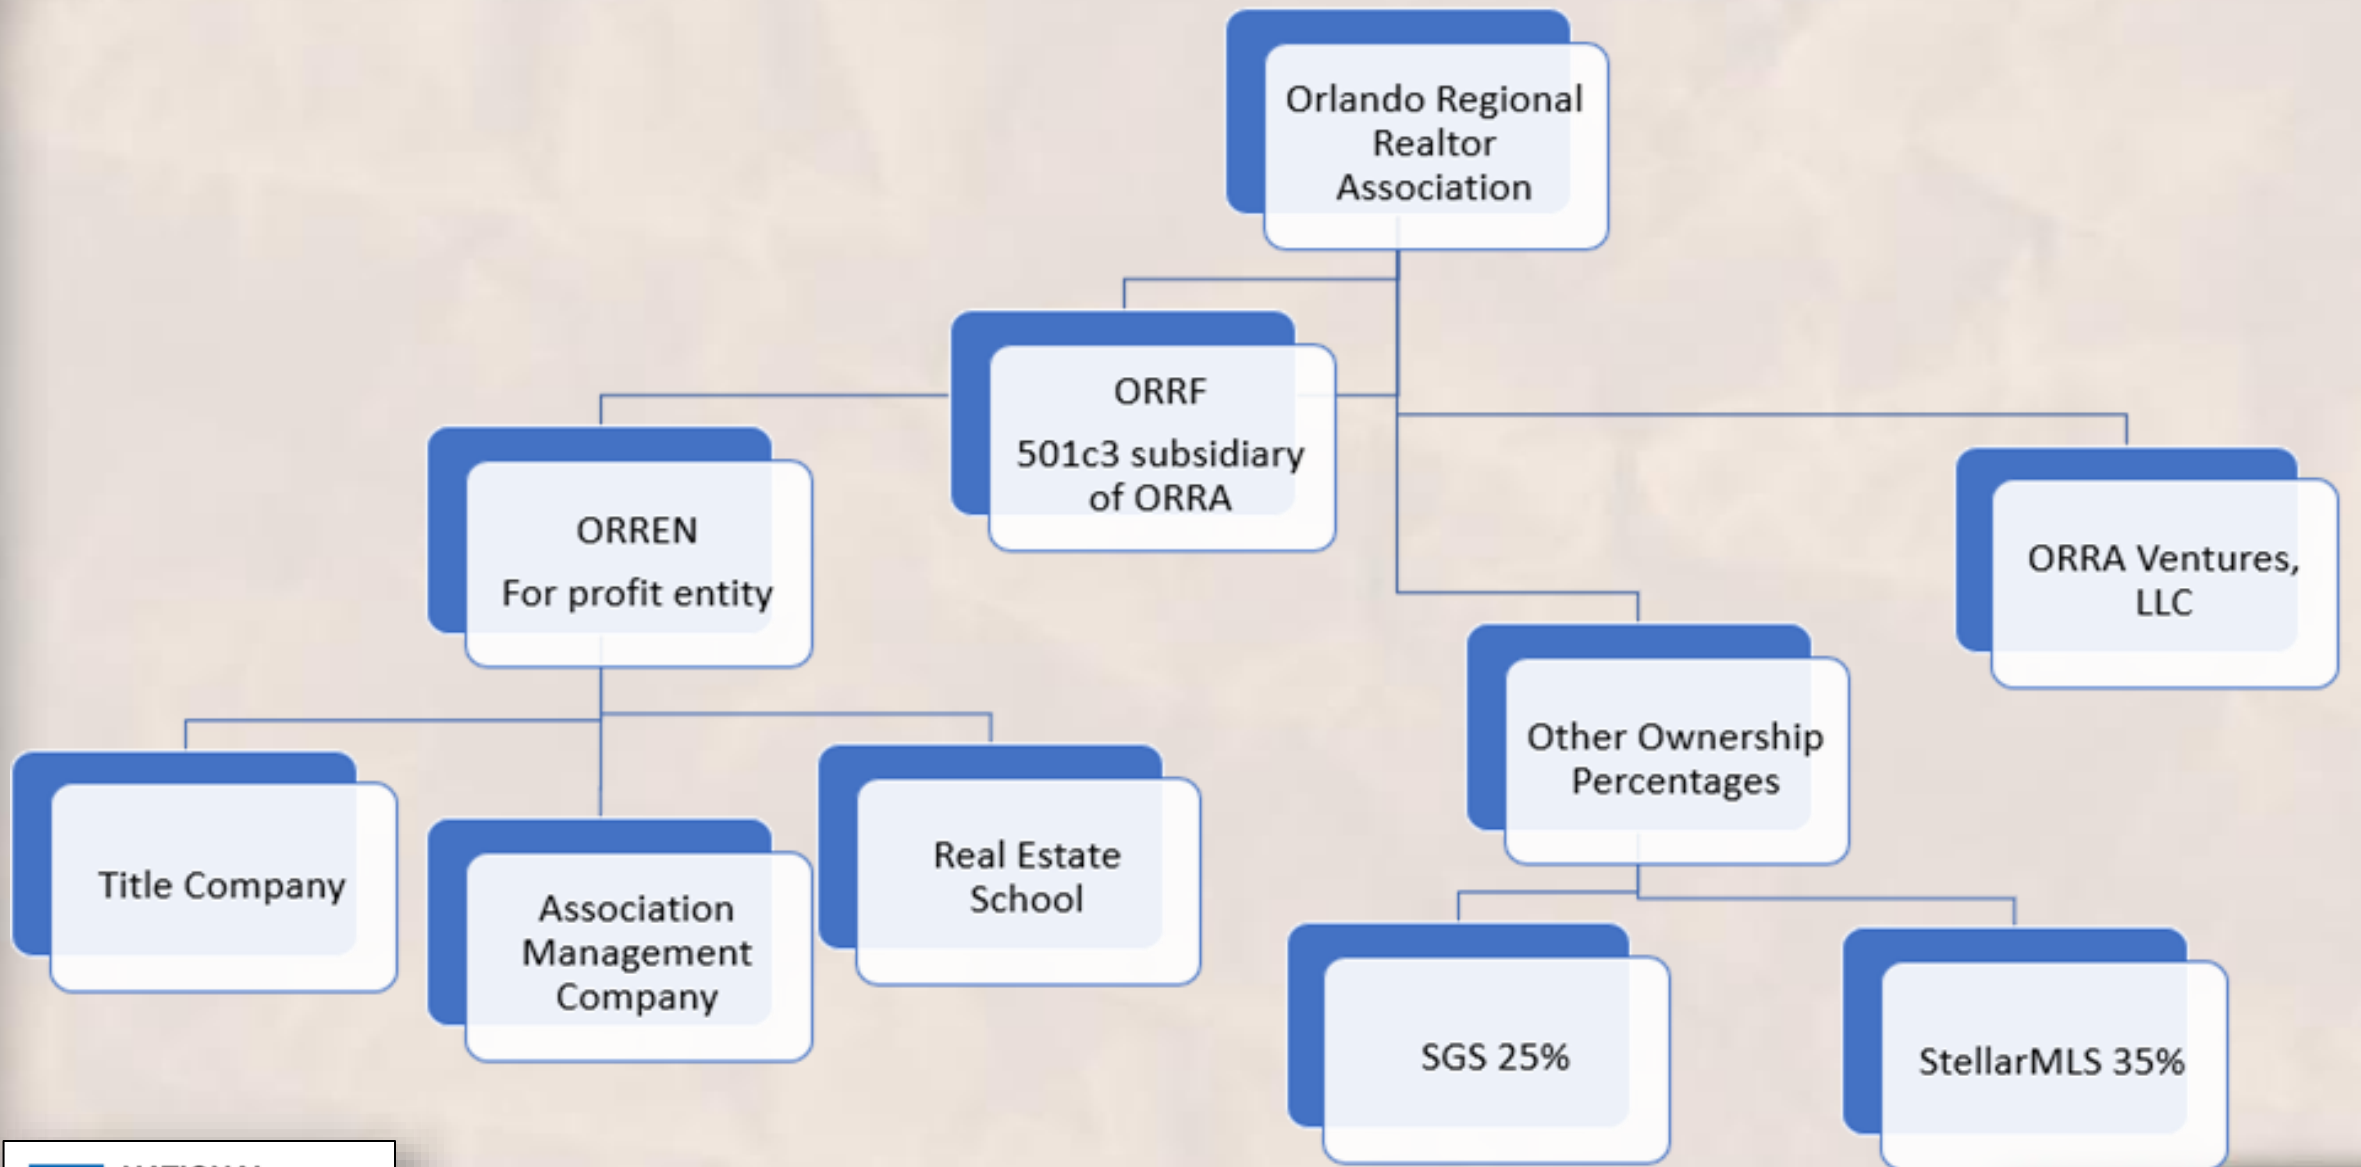 Orlando Regional
Realtor
Association
ORRF
501c3 subsidiary
of ORRA
ORREN
For profit entity
ORRA Ventures,
LLC
Other Ownership
Percentages
Title Company
Association
Management
Company
Real Estate
School
SGS 25%
StellarMLS 35%